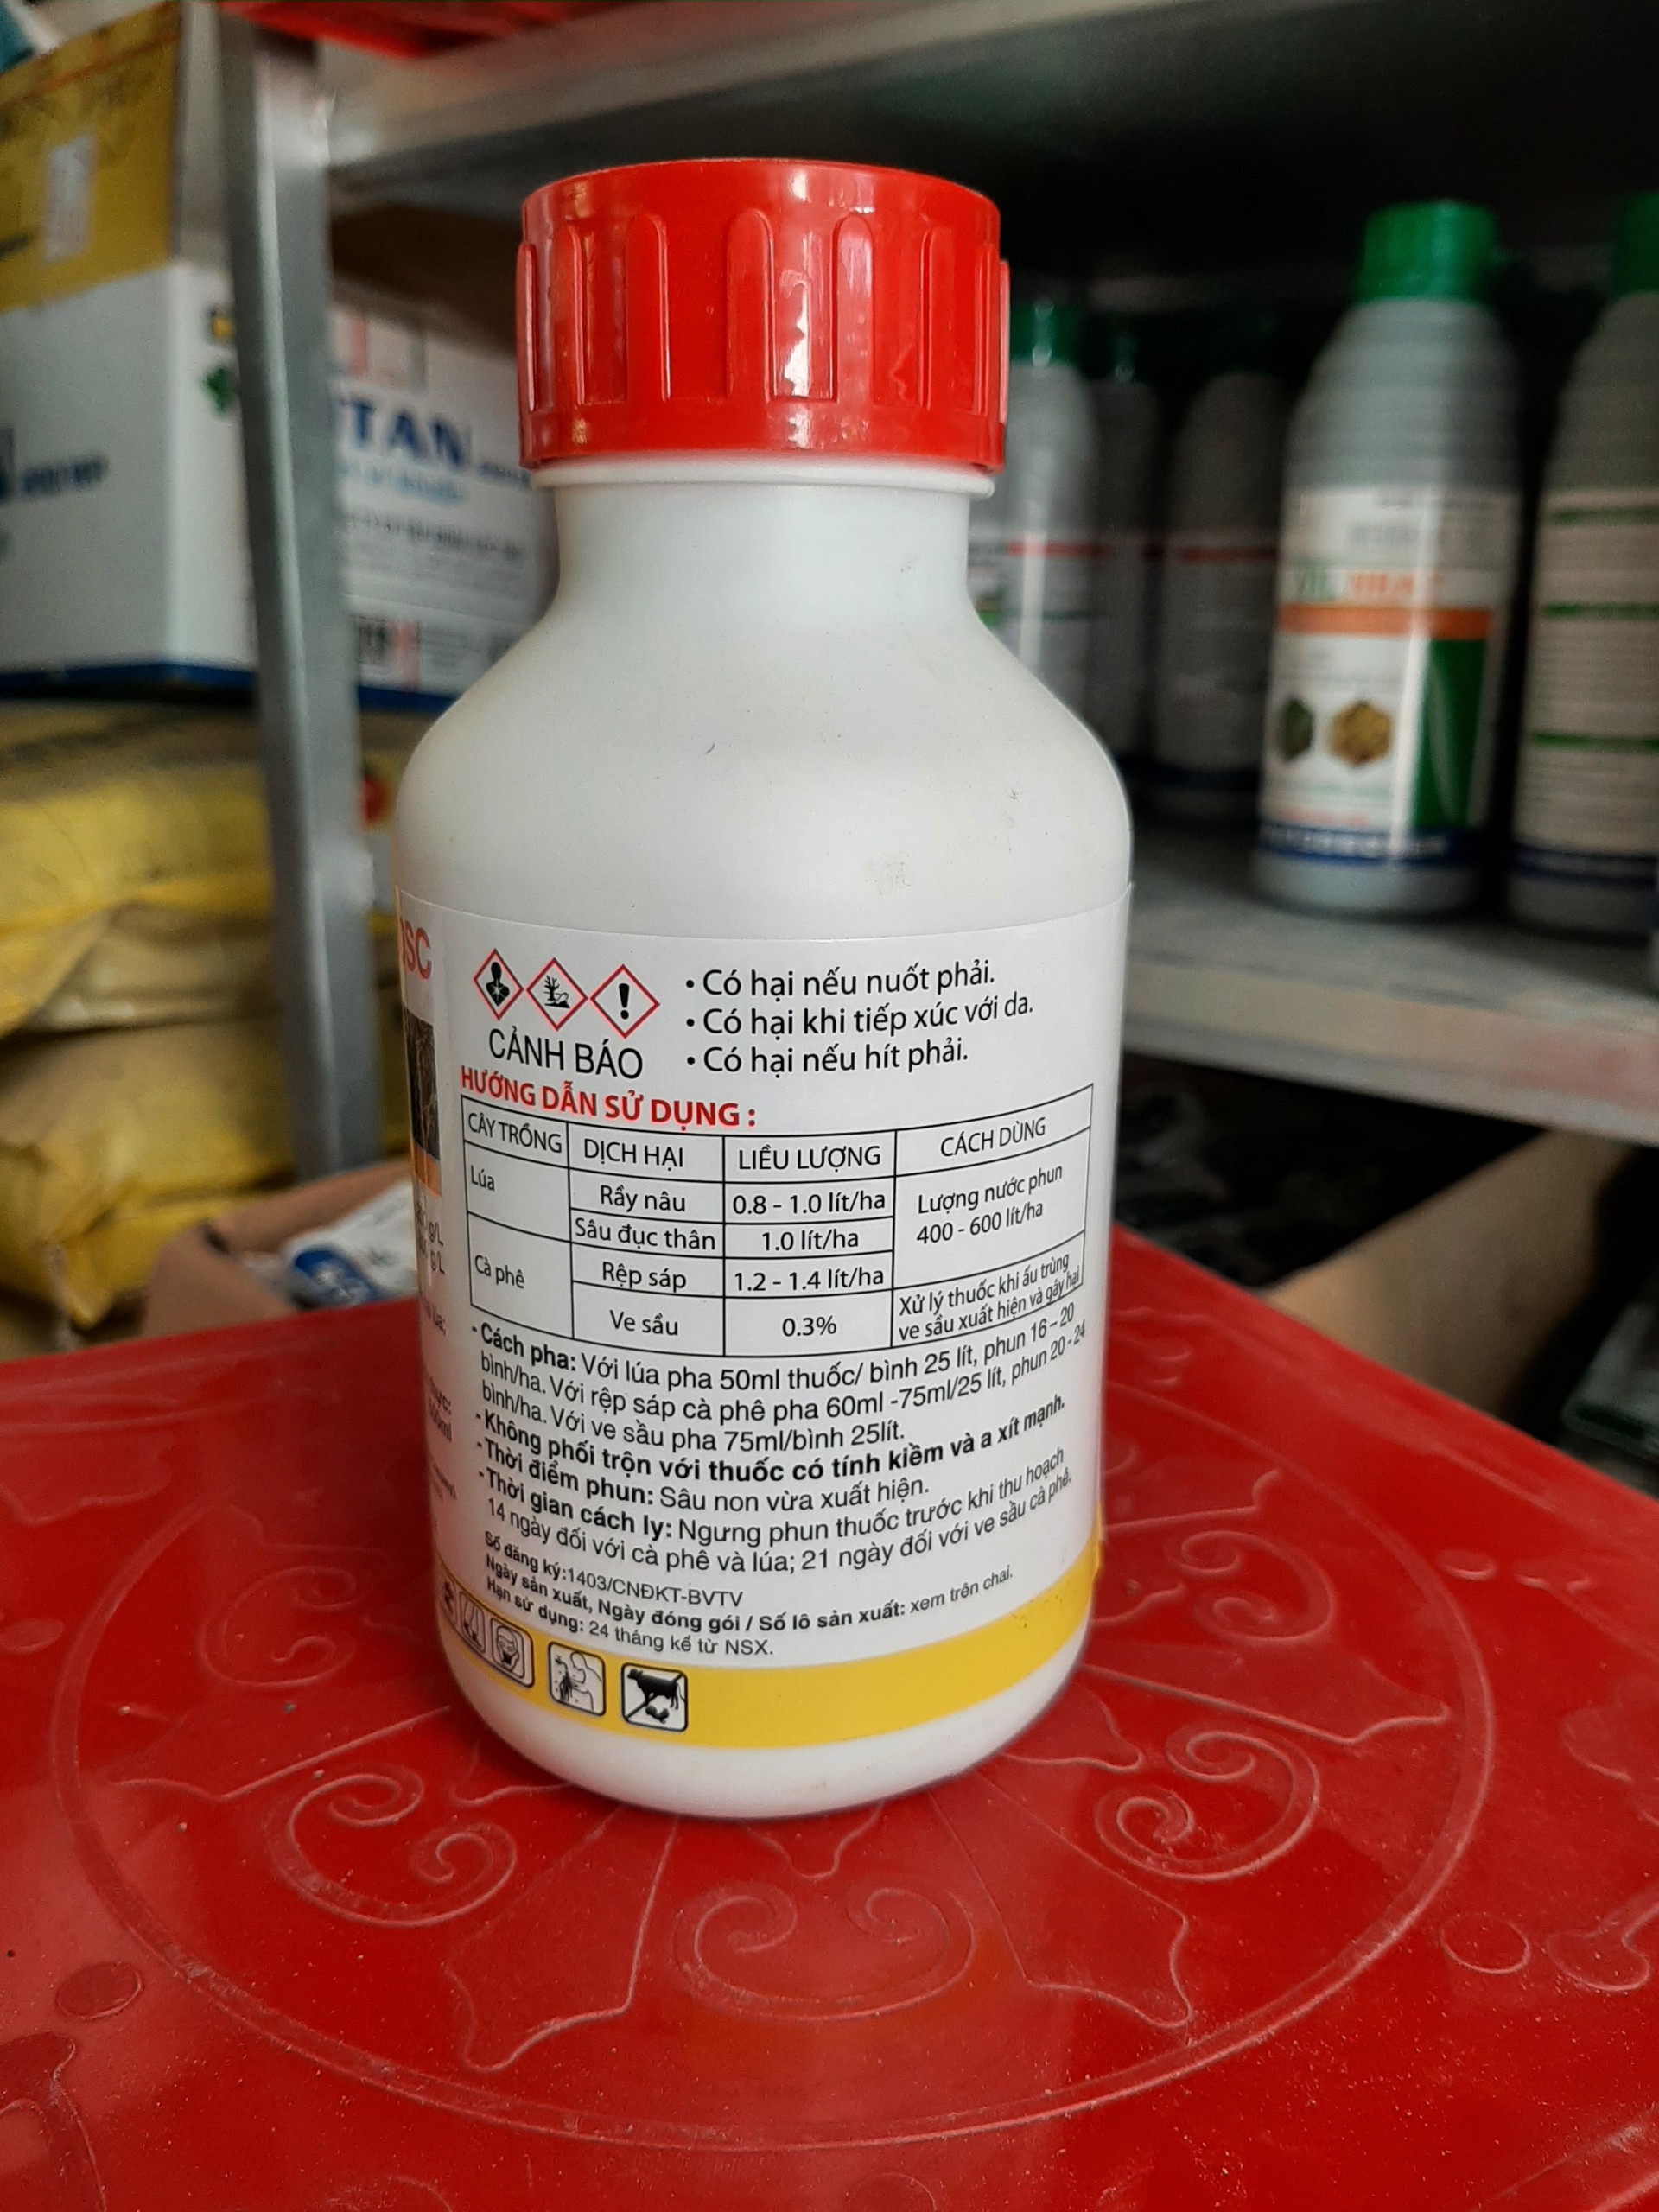 SC
CẢNH BÁO
• Có hại nếu nuốt phải.
• Có hại khi tiếp xúc với da.
• Có hại nếu hít phải.
HƯỚNG DẪN SỬ DỤNG :
CÂY TRỒNG DỊCH HẠI LIỀU LƯỢNG CÁCH DÙNG
Lúa Rầy nâu 0.8 - 1.0 lít/ha Lượng nước phun
400 - 600 lít/ha
Sâu đục thân 1.0 lít/ha
Cà phê Rệp sáp 1.2 - 1.4 lít/ha
Ve sầu 0.3% Xử lý thuốc khi ấu trùng
ve sầu xuất hiện và gây hại
- Cách pha: Với lúa pha 50ml thuốc/ bình 25 lít, phun 16 – 20
bình/ha. Với rệp sáp cà phê pha 60ml -75ml/25 lít, phun 20 - 24
bình/ha. Với ve sầu pha 75ml/bình 25lít.
- Không phối trộn với thuốc có tính kiềm và a xít mạnh.
- Thời điểm phun: Sâu non vừa xuất hiện.
- Thời gian cách ly: Ngưng phun thuốc trước khi thu hoạch
14 ngày đối với cà phê và lúa; 21 ngày đối với ve sầu cà phê.
Số đăng ký:1403/CNĐKT-BVTV
Ngày sản xuất, Ngày đóng gói / Số lô sản xuất: xem trên chai.
Hạn sử dụng: 24 tháng kể từ NSX.
g/L
g/L
TAN